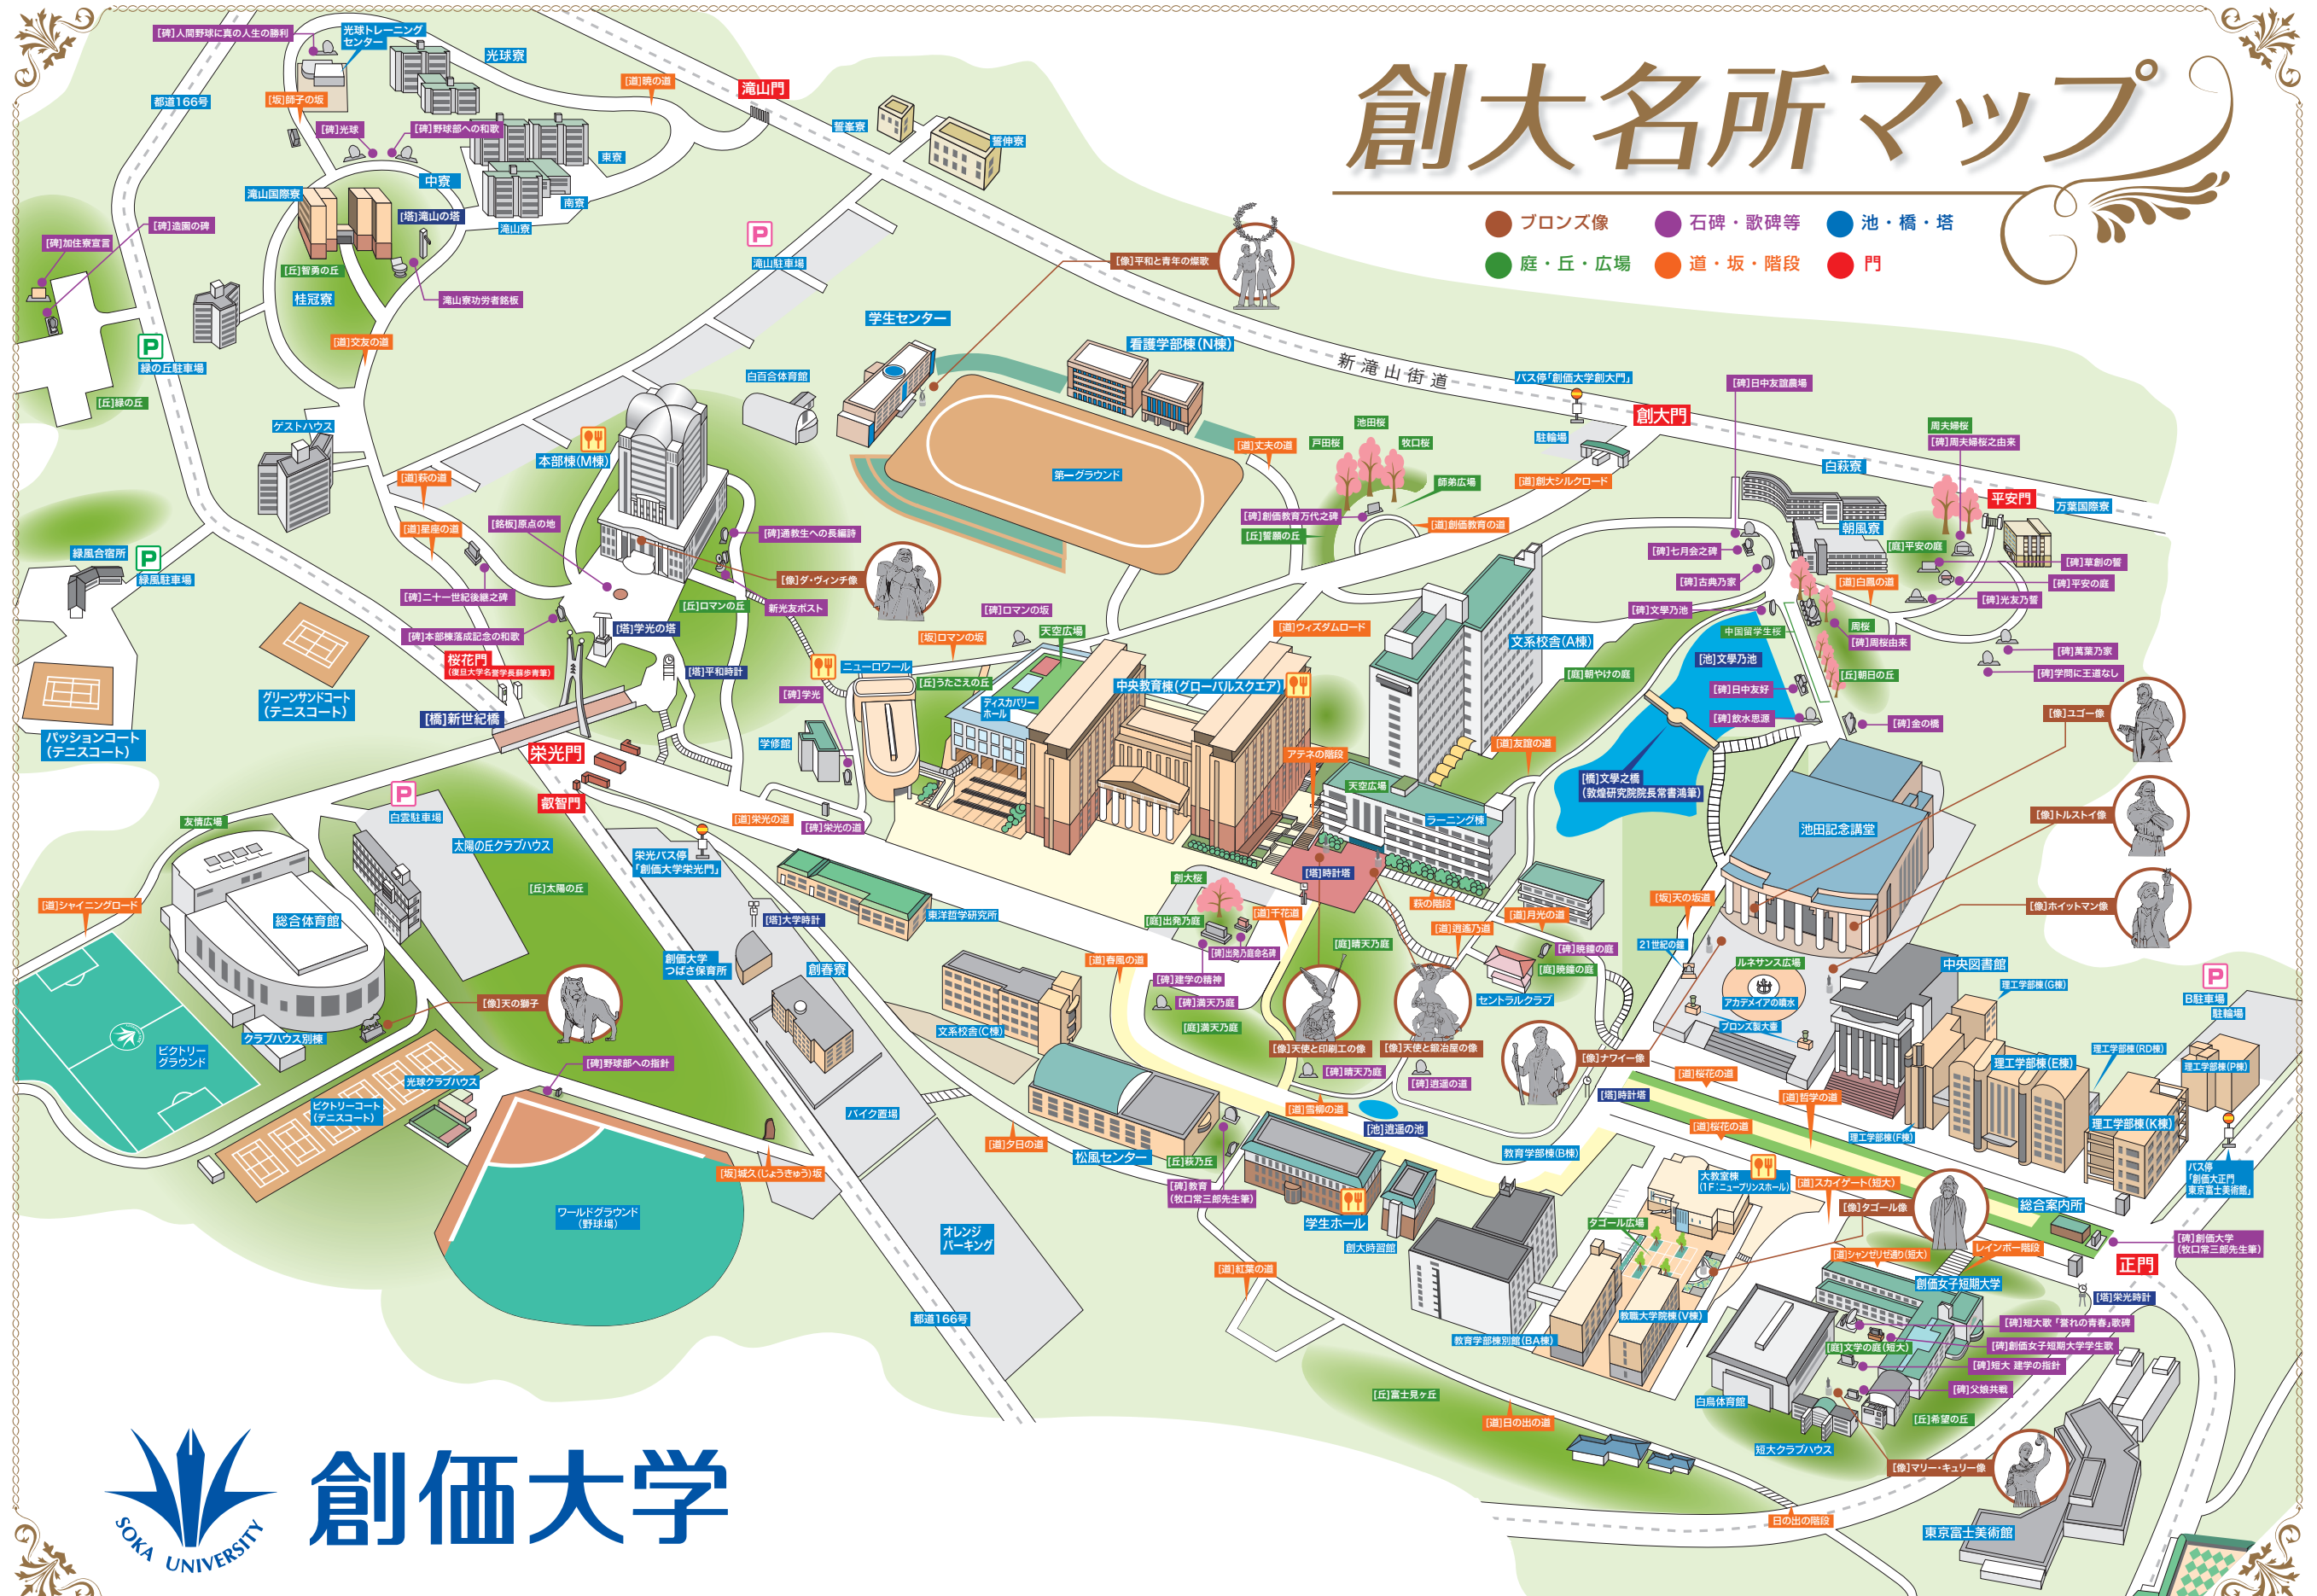 創大名所マップ
ブロンズ像
石碑・歌碑等
池・橋・塔
庭・丘・広場
道・坂・階段
門
[碑]人間野球に真の人生の勝利
光球トレーニング
センター
光球寮
都道166号
[坂]師子の坂
[道]暁の道
滝山門
[碑]光球
[碑]野球部への和歌
誓峯寮
誓伸寮
東寮
中寮
滝山国際寮
南寮
[塔]滝山の塔
滝山寮
[碑]造園の碑
[碑]加住寮宣言
[丘]智勇の丘
桂冠寮
滝山寮功労者銘板
P
滝山駐車場
[像]平和と青年の燦歌
学生センター
看護学部棟(N棟)
新滝山街道
[道]交友の道
P
緑の丘駐車場
[丘]緑の丘
白百合体育館
バス停「創価大学創大門」
[碑]日中友誼農場
創大門
池田桜
戸田桜
牧口桜
駐輪場
周夫婦桜
[碑]周夫婦桜之由来
ゲストハウス
本部棟(M棟)
[道]丈夫の道
第一グラウンド
師弟広場
[道]創大シルクロード
白萩寮
平安門
万葉国際寮
[道]萩の道
[碑]創価教育万代之碑
[道]創価教育の道
[丘]誓願の丘
朝風寮
[庭]平安の庭
[道]星座の道
[銘板]原点の地
[碑]通教生への長編詩
[碑]七月会之碑
[碑]草創の誓
緑風合宿所
P
緑風駐車場
[像]ダ・ヴィンチ像
[碑]古典乃家
[道]白鳳の道
[碑]平安の庭
[碑]二十一世紀後継之碑
[丘]ロマンの丘
新光友ポスト
[碑]ロマンの坂
[碑]文學乃池
[碑]光友乃誓
[碑]本部棟落成記念の和歌
[塔]学光の塔
[坂]ロマンの坂
天空広場
[道]ウィズダムロード
文系校舎(A棟)
中国留学生桜
周桜
[碑]周桜由来
[碑]萬葉乃家
桜花門
(復旦大学名誉学長蘇歩青筆)
[塔]平和時計
ニューロワール
[丘]うたごえの丘
中央教育棟(グローバルスクエア)
[庭]朝やけの庭
[池]文學乃池
[丘]朝日の丘
[碑]学問に王道なし
グリーンサンドコート
(テニスコート)
[碑]学光
ディスカバリー
ホール
[碑]日中友好
[橋]新世紀橋
[碑]飲水思源
[碑]金の橋
[像]ユゴー像
パッションコート
(テニスコート)
学修館
栄光門
アテネの階段
[道]友誼の道
[橋]文學之橋
(敦煌研究院院長常書鴻筆)
天空広場
P
白雲駐車場
叡智門
[道]栄光の道
[碑]栄光の道
ラーニング棟
池田記念講堂
[像]トルストイ像
友情広場
太陽の丘クラブハウス
栄光バス停
「創価大学栄光門」
[丘]太陽の丘
創大桜
[塔]時計塔
[道]シャイニングロード
総合体育館
[塔]大学時計
東洋哲学研究所
[庭]出発乃庭
[道]千花道
萩の階段
[道]月光の道
[坂]天の坂道
[像]ホイットマン像
[道]逍遥乃道
[碑]出発乃庭命名碑
[庭]晴天乃庭
[碑]暁鐘の庭
21世紀の鐘
創価大学
つばさ保育所
創春寮
[道]春風の道
[碑]建学の精神
[庭]暁鐘の庭
ルネサンス広場
中央図書館
P
B駐車場
駐輪場
理工学部棟(G棟)
[像]天の獅子
[碑]満天乃庭
セントラルクラブ
アカデメイアの噴水
[庭]満天乃庭
ブロンズ製大壷
クラブハウス別棟
文系校舎(C棟)
ビクトリー
グラウンド
[碑]野球部への指針
[像]天使と印刷工の像
[像]天使と鍛冶屋の像
[像]ナワイー像
理工学部棟(E棟)
理工学部棟(RD棟)
理工学部棟(P棟)
光球クラブハウス
[碑]晴天乃庭
[碑]逍遥の道
[道]桜花の道
[塔]時計塔
[道]哲学の道
ビクトリーコート
(テニスコート)
バイク置場
[道]雪柳の道
[池]逍遥の池
[道]桜花の道
理工学部棟(F棟)
理工学部棟(K棟)
[道]夕日の道
松風センター
[丘]萩乃丘
教育学部棟(B棟)
[坂]城久(じょうきゅう)坂
[碑]教育
(牧口常三郎先生筆)
大教室棟
(1F:ニュープリンスホール)
[道]スカイゲート(短大)
バス停
「創価大正門
東京富士美術館」
ワールドグラウンド
(野球場)
学生ホール
創大時習館
タゴール広場
[像]タゴール像
総合案内所
オレンジ
パーキング
[道]シャンゼリゼ通り(短大)
レインボー階段
[碑]創価大学
(牧口常三郎先生筆)
正門
[道]紅葉の道
創価女子短期大学
[塔]栄光時計
都道166号
教育学部棟別館(BA棟)
教職大学院棟(V棟)
[碑]短大歌「誉れの青春」歌碑
[庭]文学の庭(短大)
[碑]創価女子短期大学学生歌
[碑]短大 建学の指針
[丘]富士見ヶ丘
[碑]父娘共戦
白鳥体育館
[道]日の出の道
[丘]希望の丘
短大クラブハウス
[像]マリー・キュリー像
日の出の階段
東京富士美術館
創価大学
SOKA UNIVERSITY